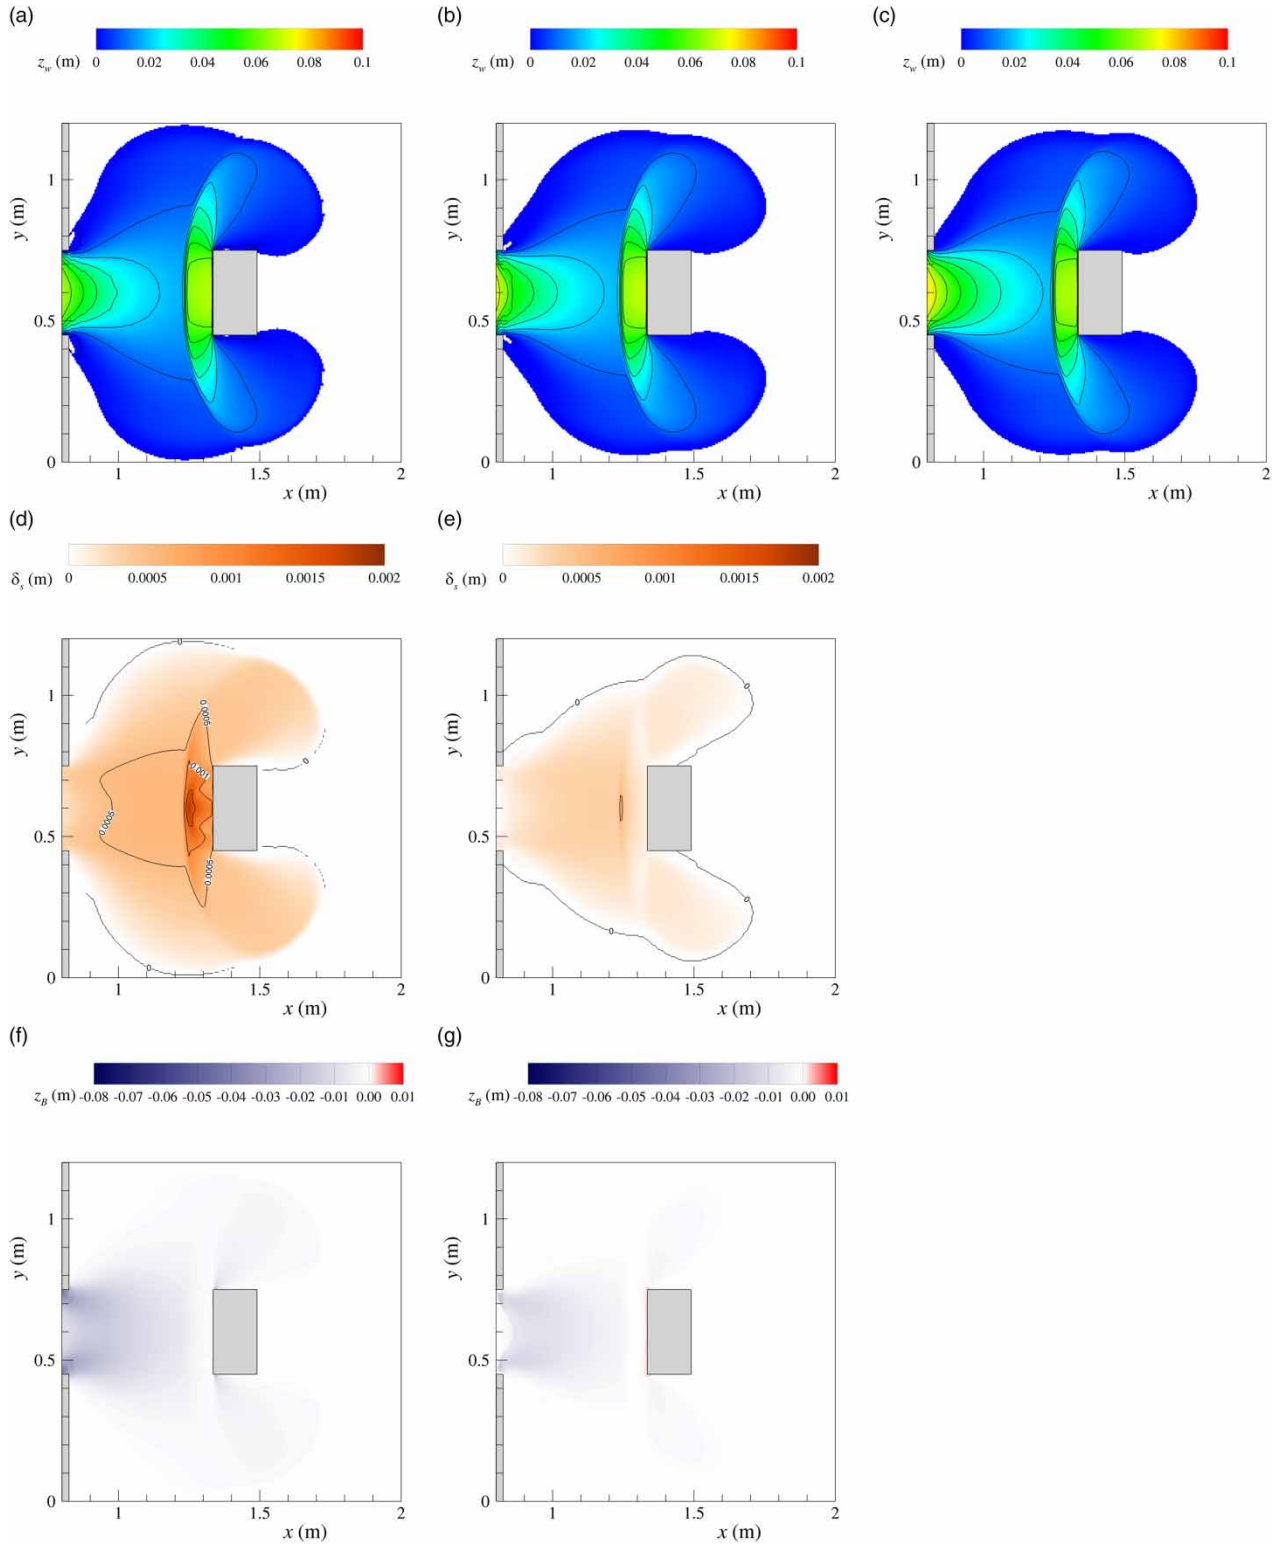 (a) (b) (c)
z_w (m) 0 0.02 0.04 0.06 0.08 0.1 z_w (m) 0 0.02 0.04 0.06 0.08 0.1 z_w (m) 0 0.02 0.04 0.06 0.08 0.1
1 1 1
y (m) y (m) y (m)
0.5 0.5 0.5
0 0 0
1 1.5 2 1 1.5 2 1 1.5 2
x (m) x (m) x (m)
(d) (e)
δ_s (m) 0 0.0005 0.001 0.0015 0.002 δ_s (m) 0 0.0005 0.001 0.0015 0.002
0
0
1 0.0005 1 0
y (m) 0.001 0 y (m)
0.5 0.0005 0.5
0.0005 0
0
0 0 0
1 1.5 2 1 1.5 2
x (m) x (m)
(f) (g)
z_B (m) -0.08 -0.07 -0.06 -0.05 -0.04 -0.03 -0.02 -0.01 0.00 0.01 z_B (m) -0.08 -0.07 -0.06 -0.05 -0.04 -0.03 -0.02 -0.01 0.00 0.01
1 1
y (m) y (m)
0.5 0.5
0 0
1 1.5 2 1 1.5 2
x (m) x (m)